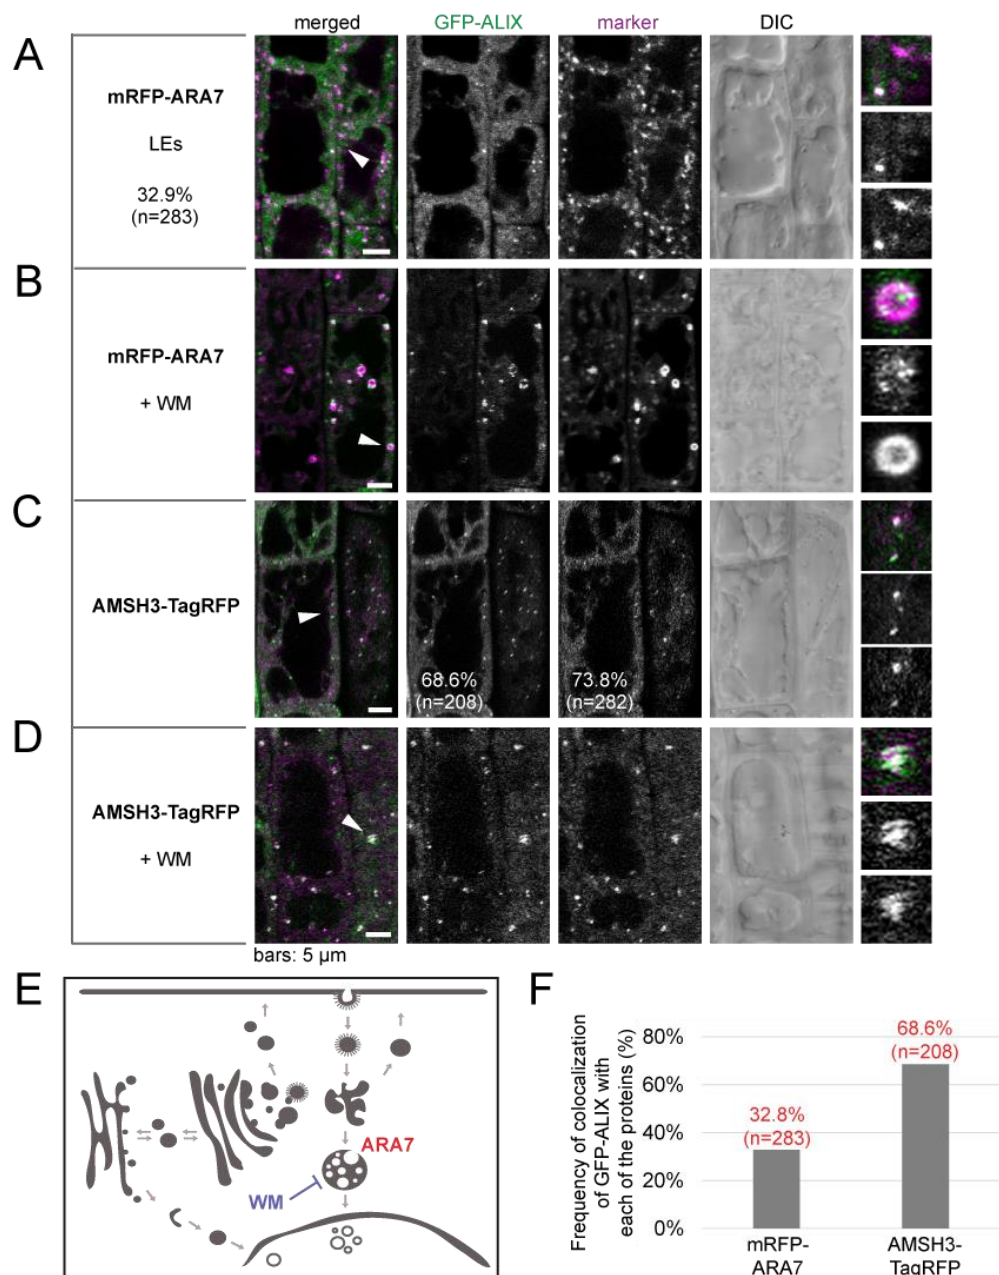 merged GFP-ALIX marker DIC
A
mRFP-ARA7
LEs
32.9%
(n=283)
B
mRFP-ARA7
+ WM
C
AMSH3-TagRFP
68.6%
(n=208)
73.8%
(n=282)
D
AMSH3-TagRFP
+ WM
bars: 5 µm
E
ARA7
WM
F
Frequency of colocalization
of GFP-ALIX with
each of the proteins (%)
80%
60%
40%
20%
0%
32.8%
(n=283)
68.6%
(n=208)
mRFP-
ARA7
AMSH3-
TagRFP